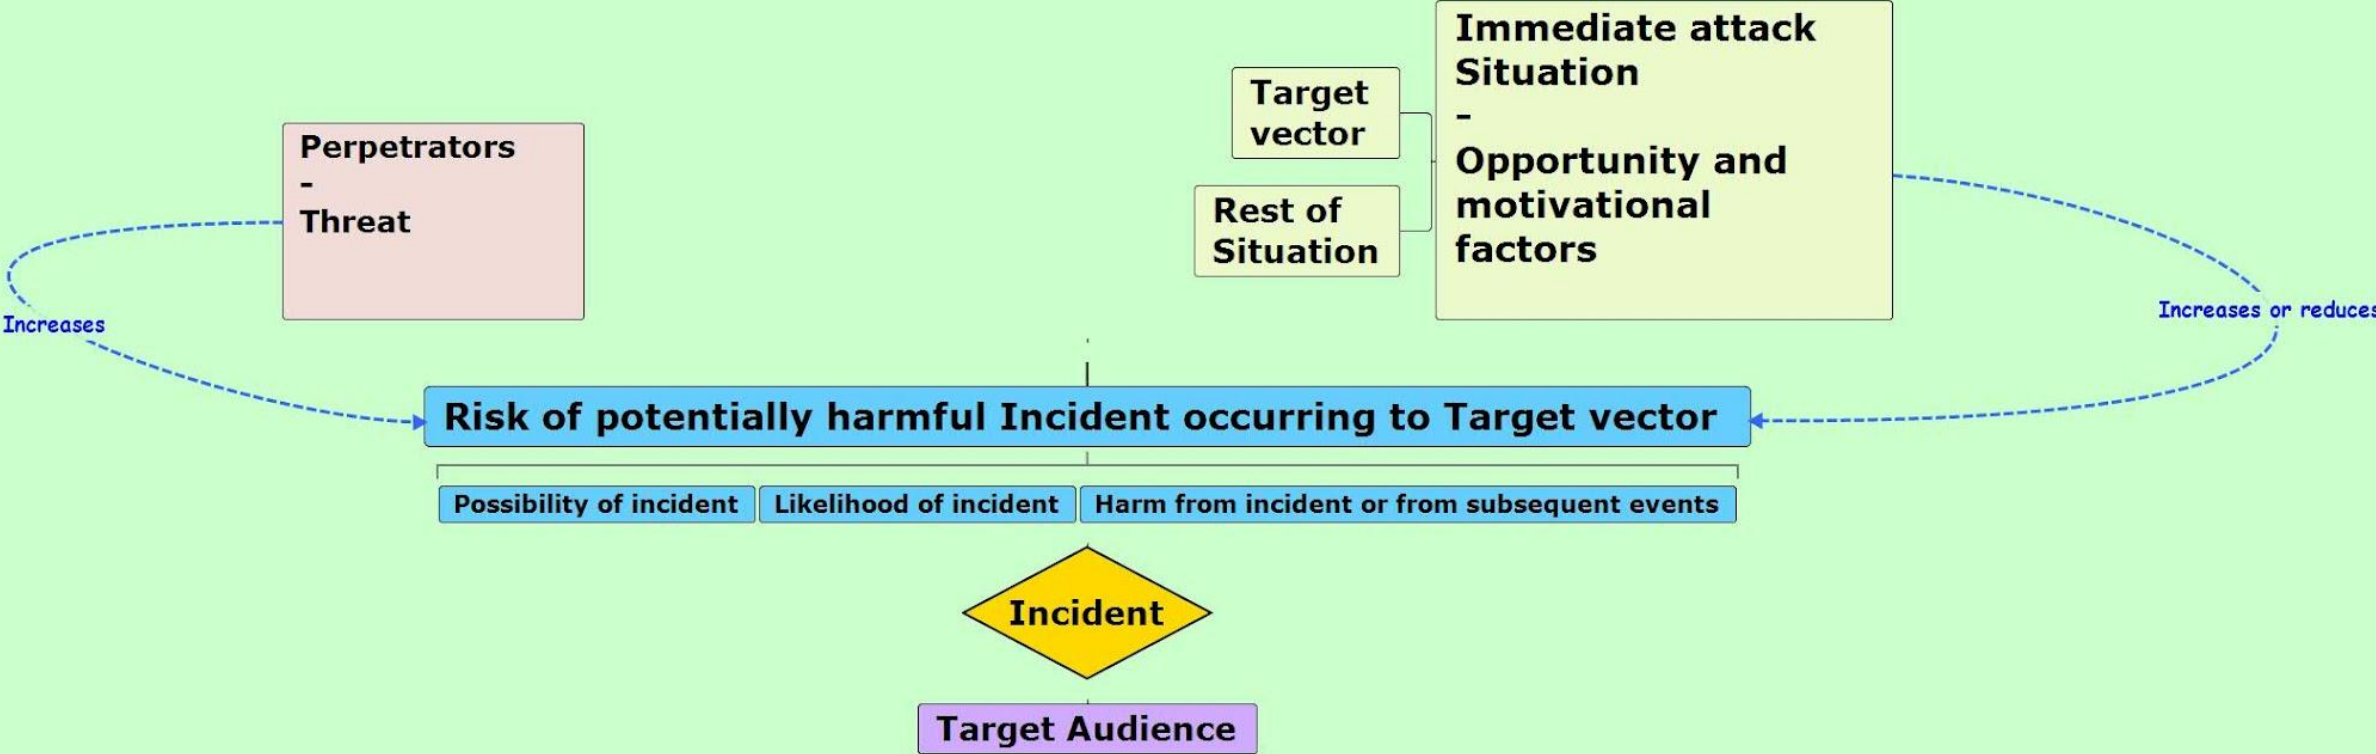 Immediate attack
Situation
-
Opportunity and
motivational
factors
Target
vector
Rest of
Situation
Perpetrators
-
Threat
Increases
Increases or reduces
Risk of potentially harmful Incident occurring to Target vector
Possibility of incident
Likelihood of incident
Harm from incident or from subsequent events
Incident
Target Audience